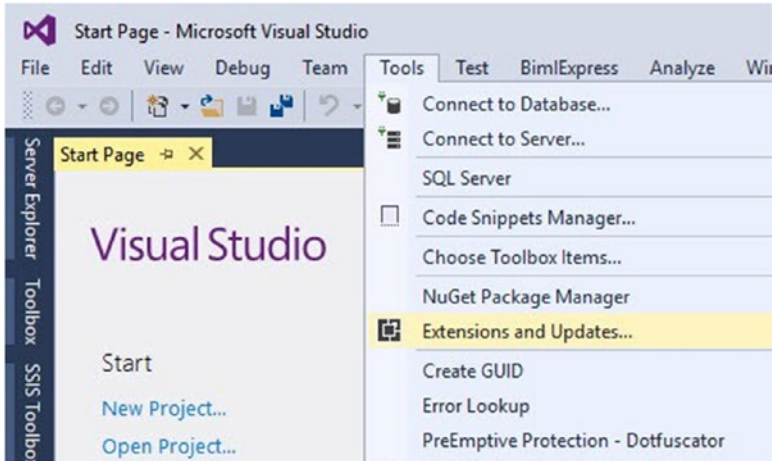 Start Page - Microsoft Visual Studio
File Edit View Debug Team Tools Test BimlExpress Analyze
Connect to Database...
Connect to Server...
SQL Server
Code Snippets Manager...
Choose Toolbox Items...
NuGet Package Manager
Extensions and Updates...
Create GUID
Error Lookup
PreEmptive Protection - Dotfuscator
Server Explorer
Toolbox
SSIS Toolbox
Start Page
Visual Studio
Start
New Project...
Open Project...